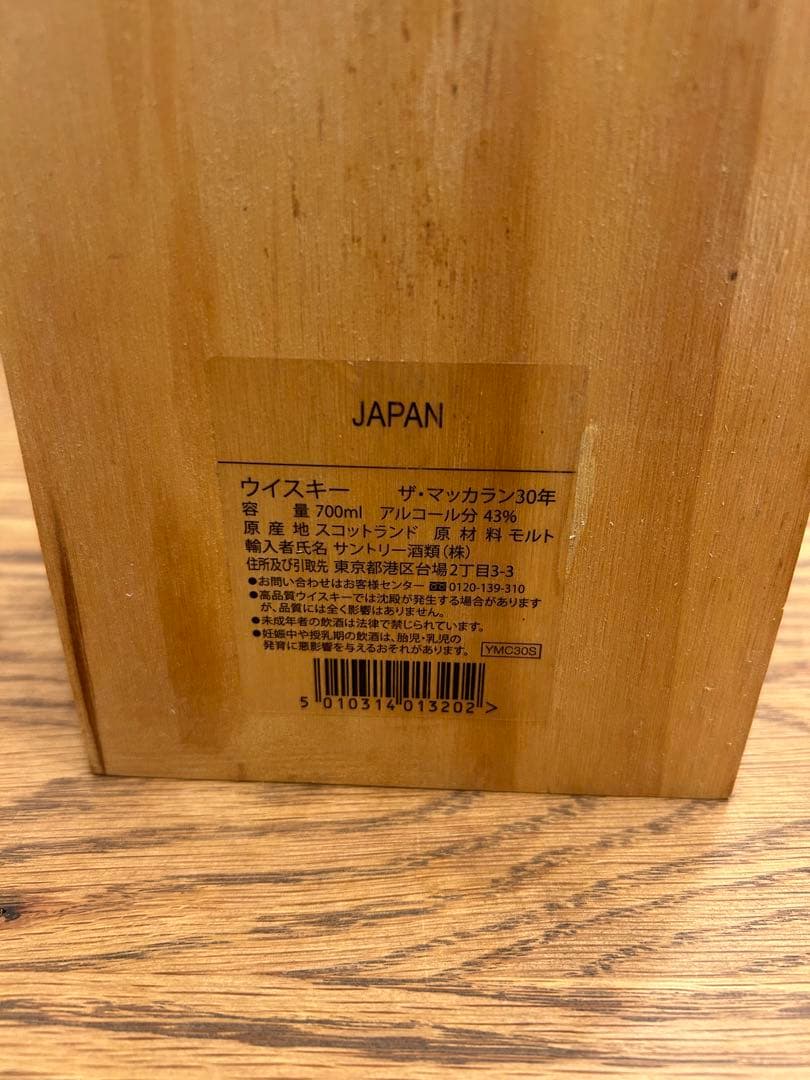 JAPAN
ウイスキー ザ・マッカラン30年
容量 700ml アルコール分 43%
原産地 スコットランド 原材料 モルト
輸入者氏名 サントリー酒類(株)
住所及び引取先 東京都港区台場2丁目3-3
●お問い合わせはお客様センター 0120-139-310
●高品質ウイスキーでは沈殿が発生する場合があります
が、品質には全く影響はありません。
●未成年者の飲酒は法律で禁じられています。
●妊娠中や授乳期の飲酒は、胎児・乳児の
発育に悪影響を与えるおそれがあります。 YMC30S
5 010314 013202 >